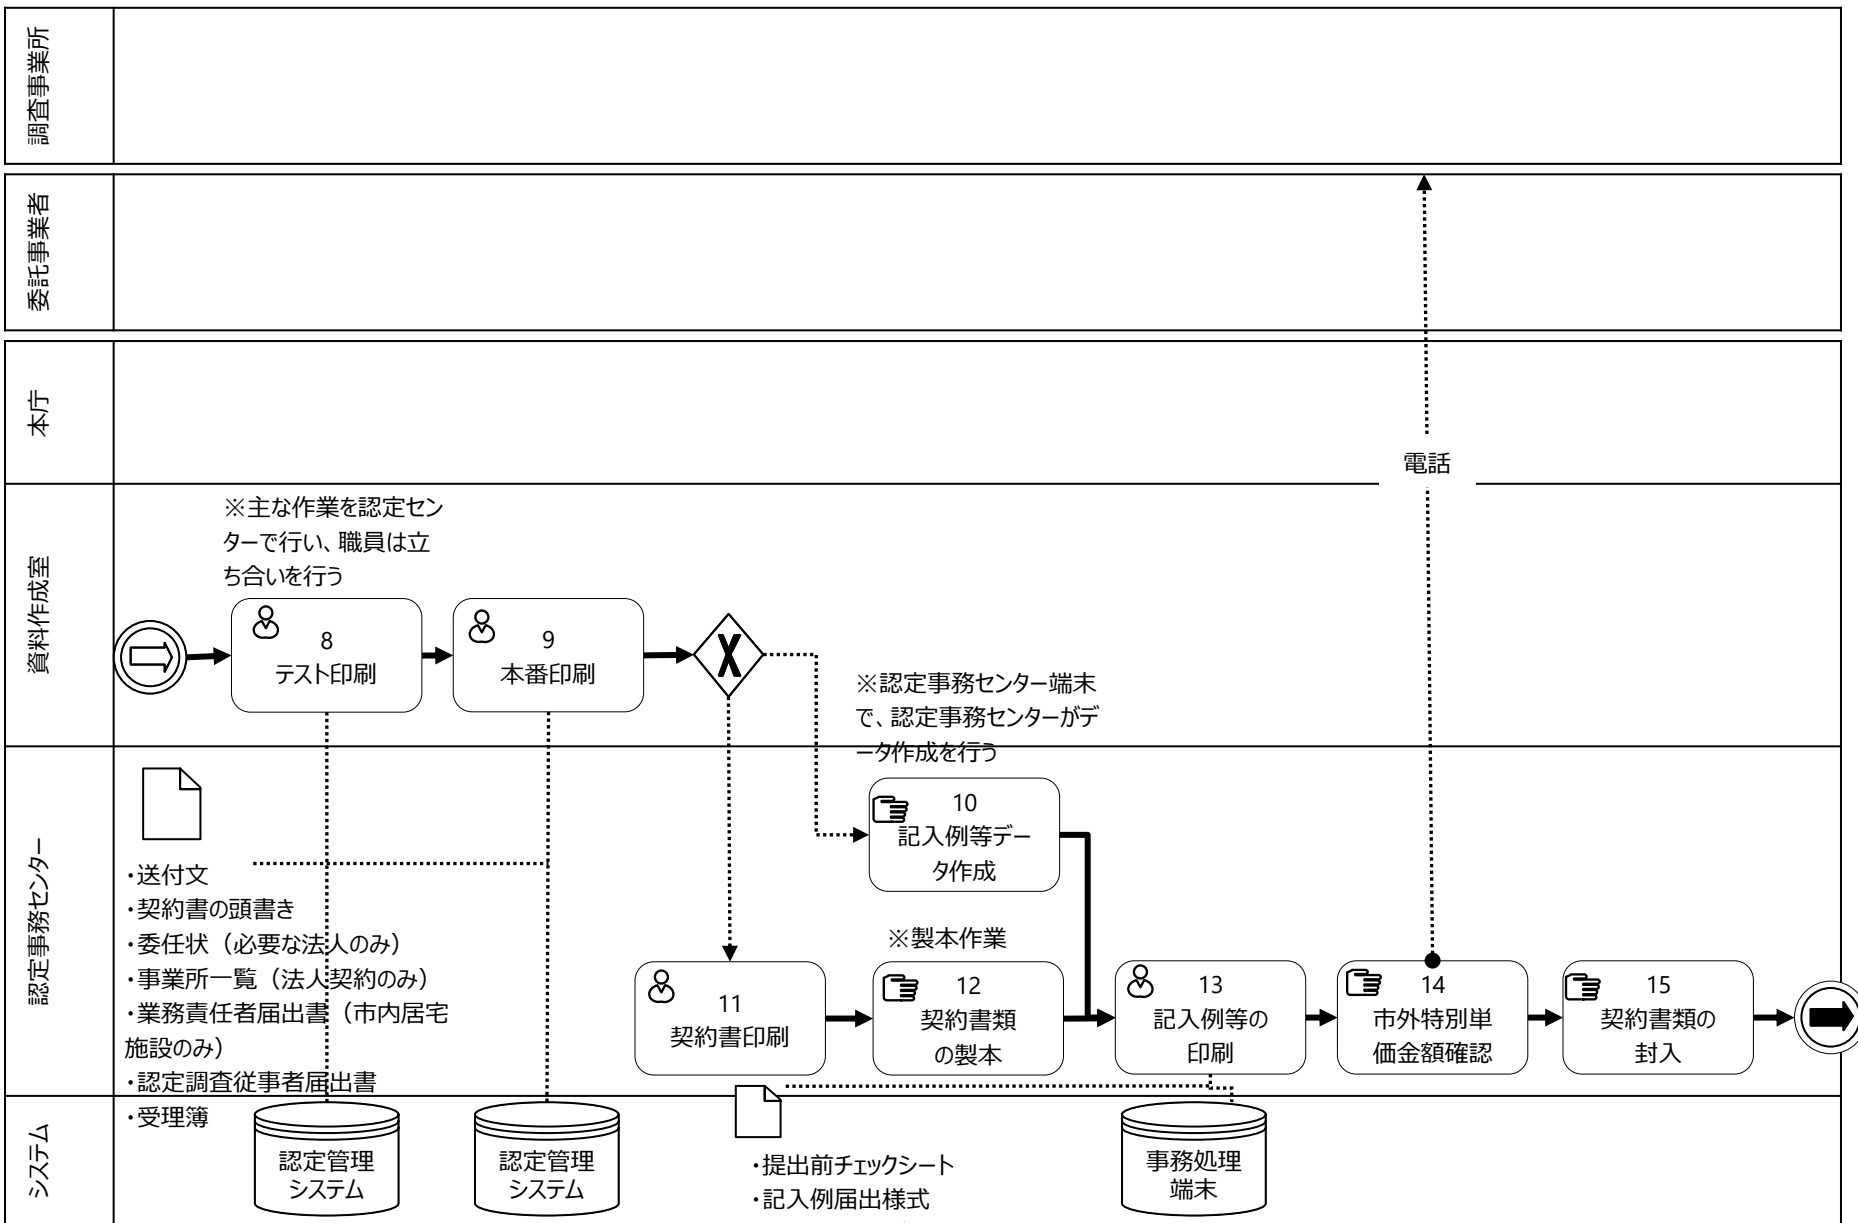 調査事業所
委託事業者
本庁
電話
資料作成室
※主な作業を認定セン
ターで行い、職員は立
ち合いを行う
8
テスト印刷
9
本番印刷
X
※認定事務センター端末
で、認定事務センターがデ
ータ作成を行う
認定事務センター
10
記入例等デー
タ作成
・送付文
・契約書の頭書き
・委任状（必要な法人のみ）
・事業所一覧（法人契約のみ）
・業務責任者届出書（市内居宅
施設のみ）
・認定調査従事者届出書
・受理簿
※製本作業
11
契約書印刷
12
契約書類
の製本
13
記入例等の
印刷
14
市外特別単
価金額確認
15
契約書類の
封入
システム
認定管理
システム
認定管理
システム
・提出前チェックシート
・記入例届出様式
事務処理
端末